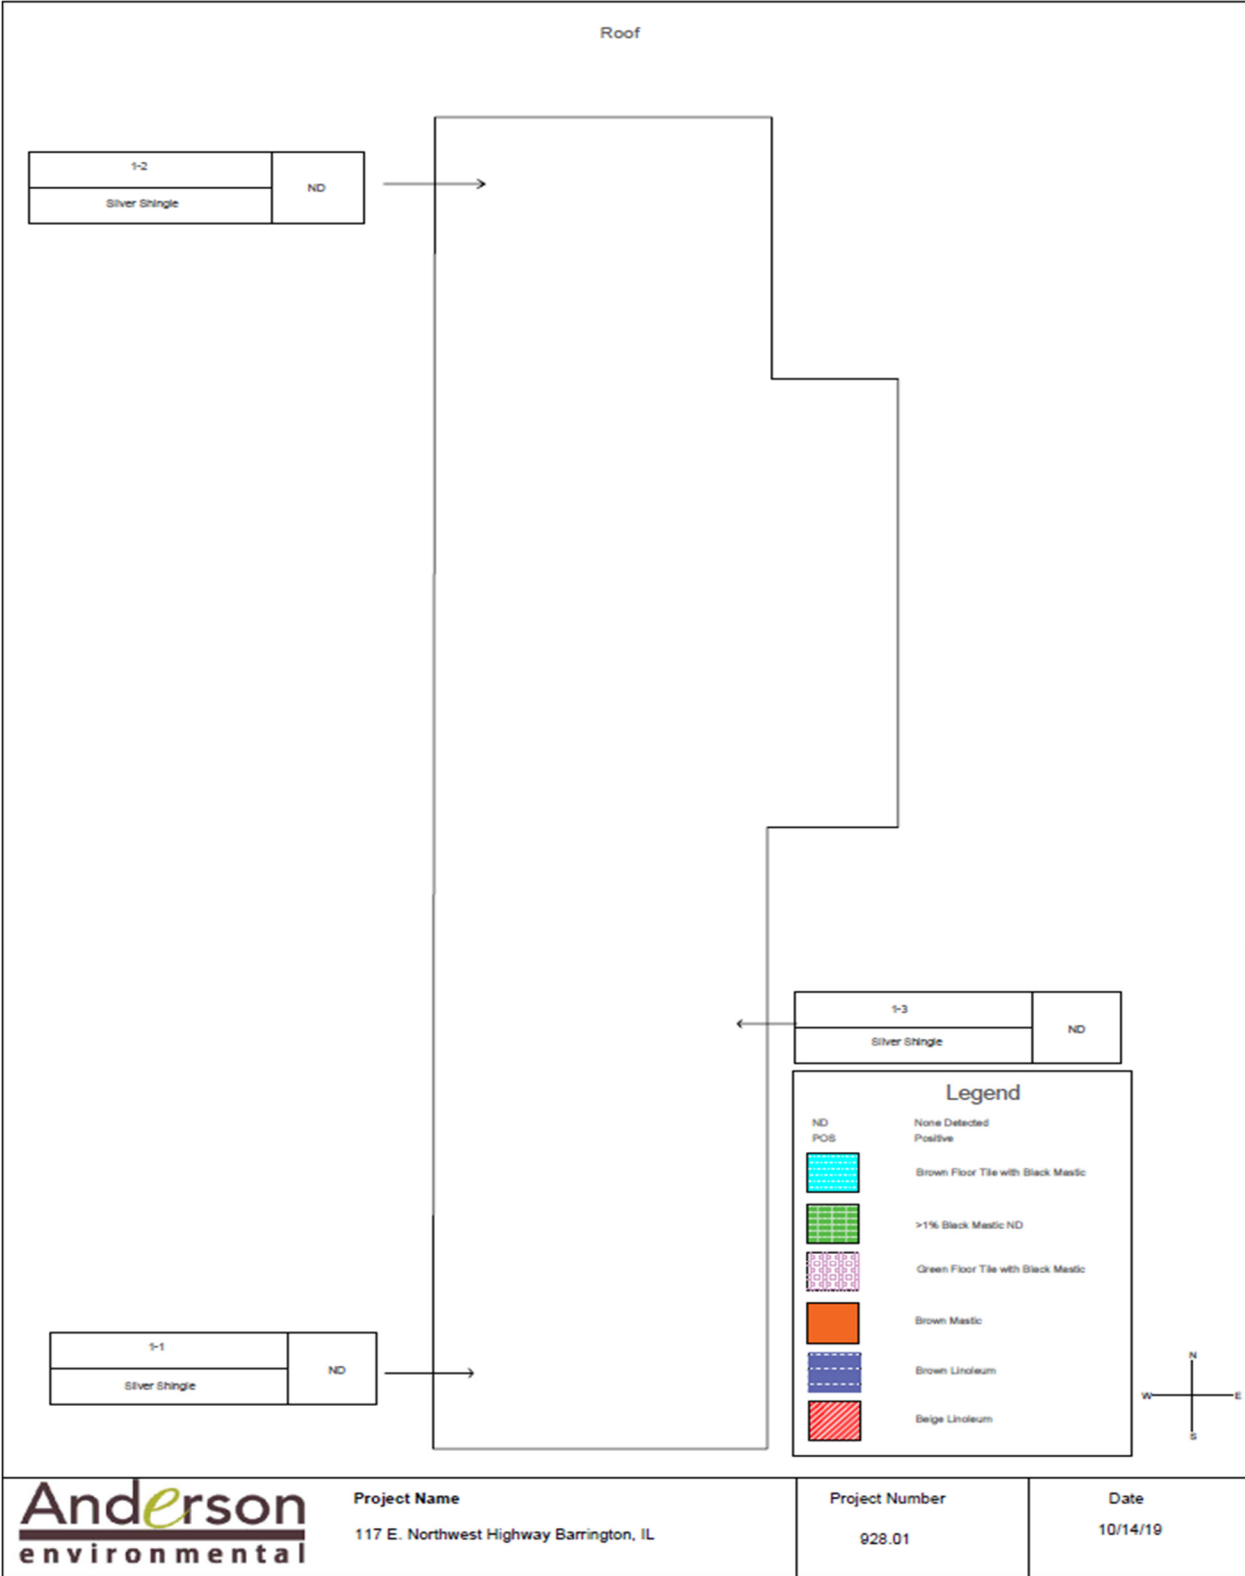 Roof
1-2
ND
Silver Shingle
1-3
ND
Silver Shingle
Legend
ND None Detected
POS Positive
Brown Floor Tile with Black Mastic
>1% Black Mastic ND
Green Floor Tile with Black Mastic
Brown Mastic
Brown Linoleum
Beige Linoleum
1-1
ND
Silver Shingle
N
W E
S
Anderson
environmental
Project Name
117 E. Northwest Highway Barrington, IL
Project Number
928.01
Date
10/14/19